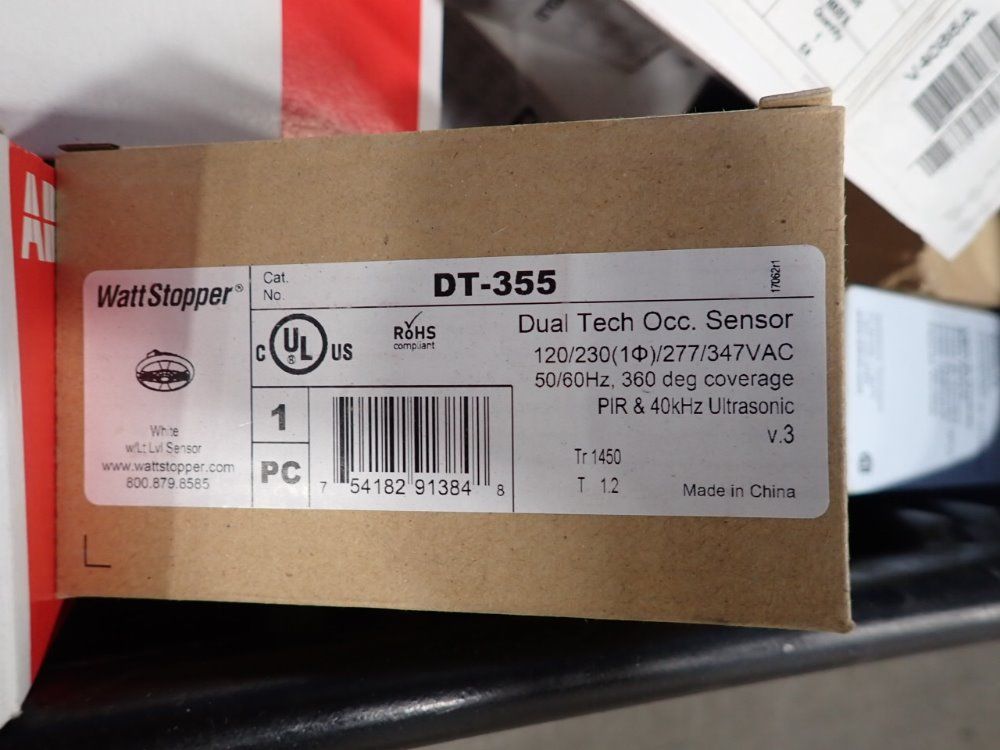 WattStopper®
Cat.
No.
DT-355
17062r1
C UL ® US
RoHS
compliant
Dual Tech Occ. Sensor
120/230(1Φ)/277/347VAC
50/60Hz, 360 deg coverage
PIR & 40kHz Ultrasonic
v.3
White
w/Lt Lvl Sensor
www.wattstopper.com
800.879.8585
1
PC
7 54182 91384 8
Tr 1450
T 1.2
Made in China
V-4086S-A